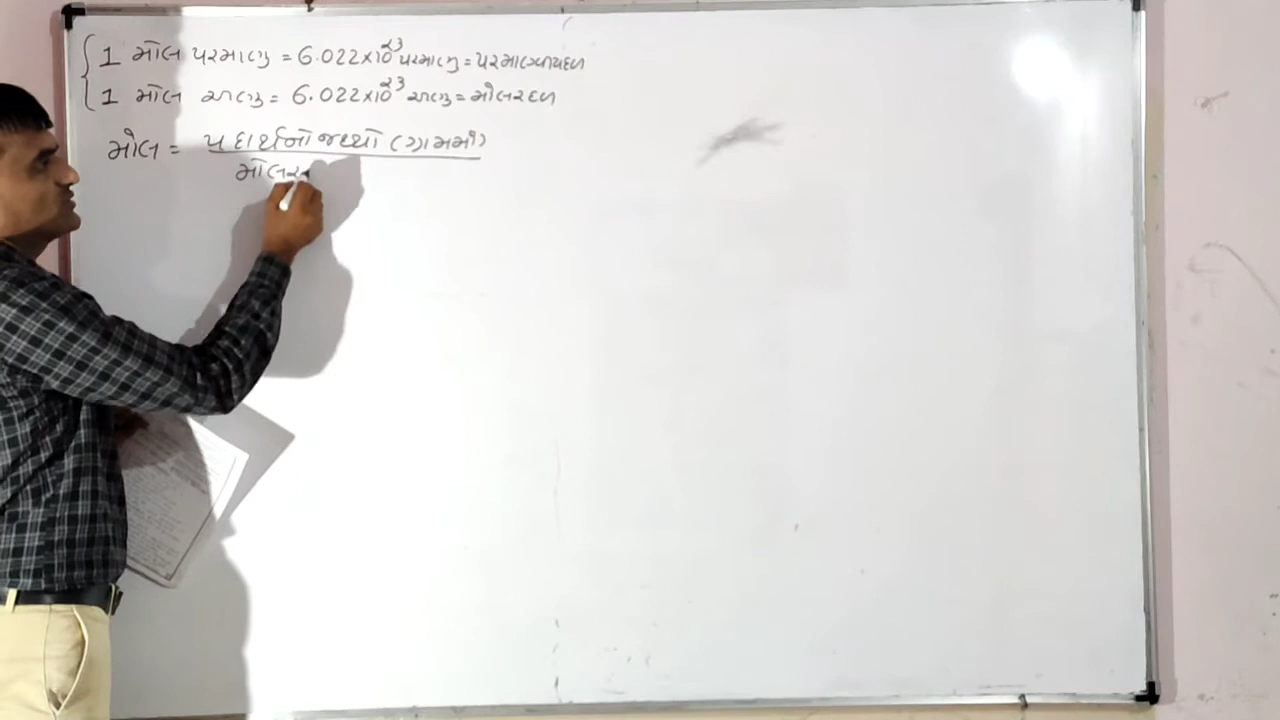 1 મોલ પરમાણુ = 6.022×10²³ પરમાણુ = પરમાણ્વીયદળ
1 મોલ અણુ = 6.022×10²³ અણુ = મોલરદળ
મોલ = પદાર્થનો જથ્થો (ગ્રામમાં)
મોલર